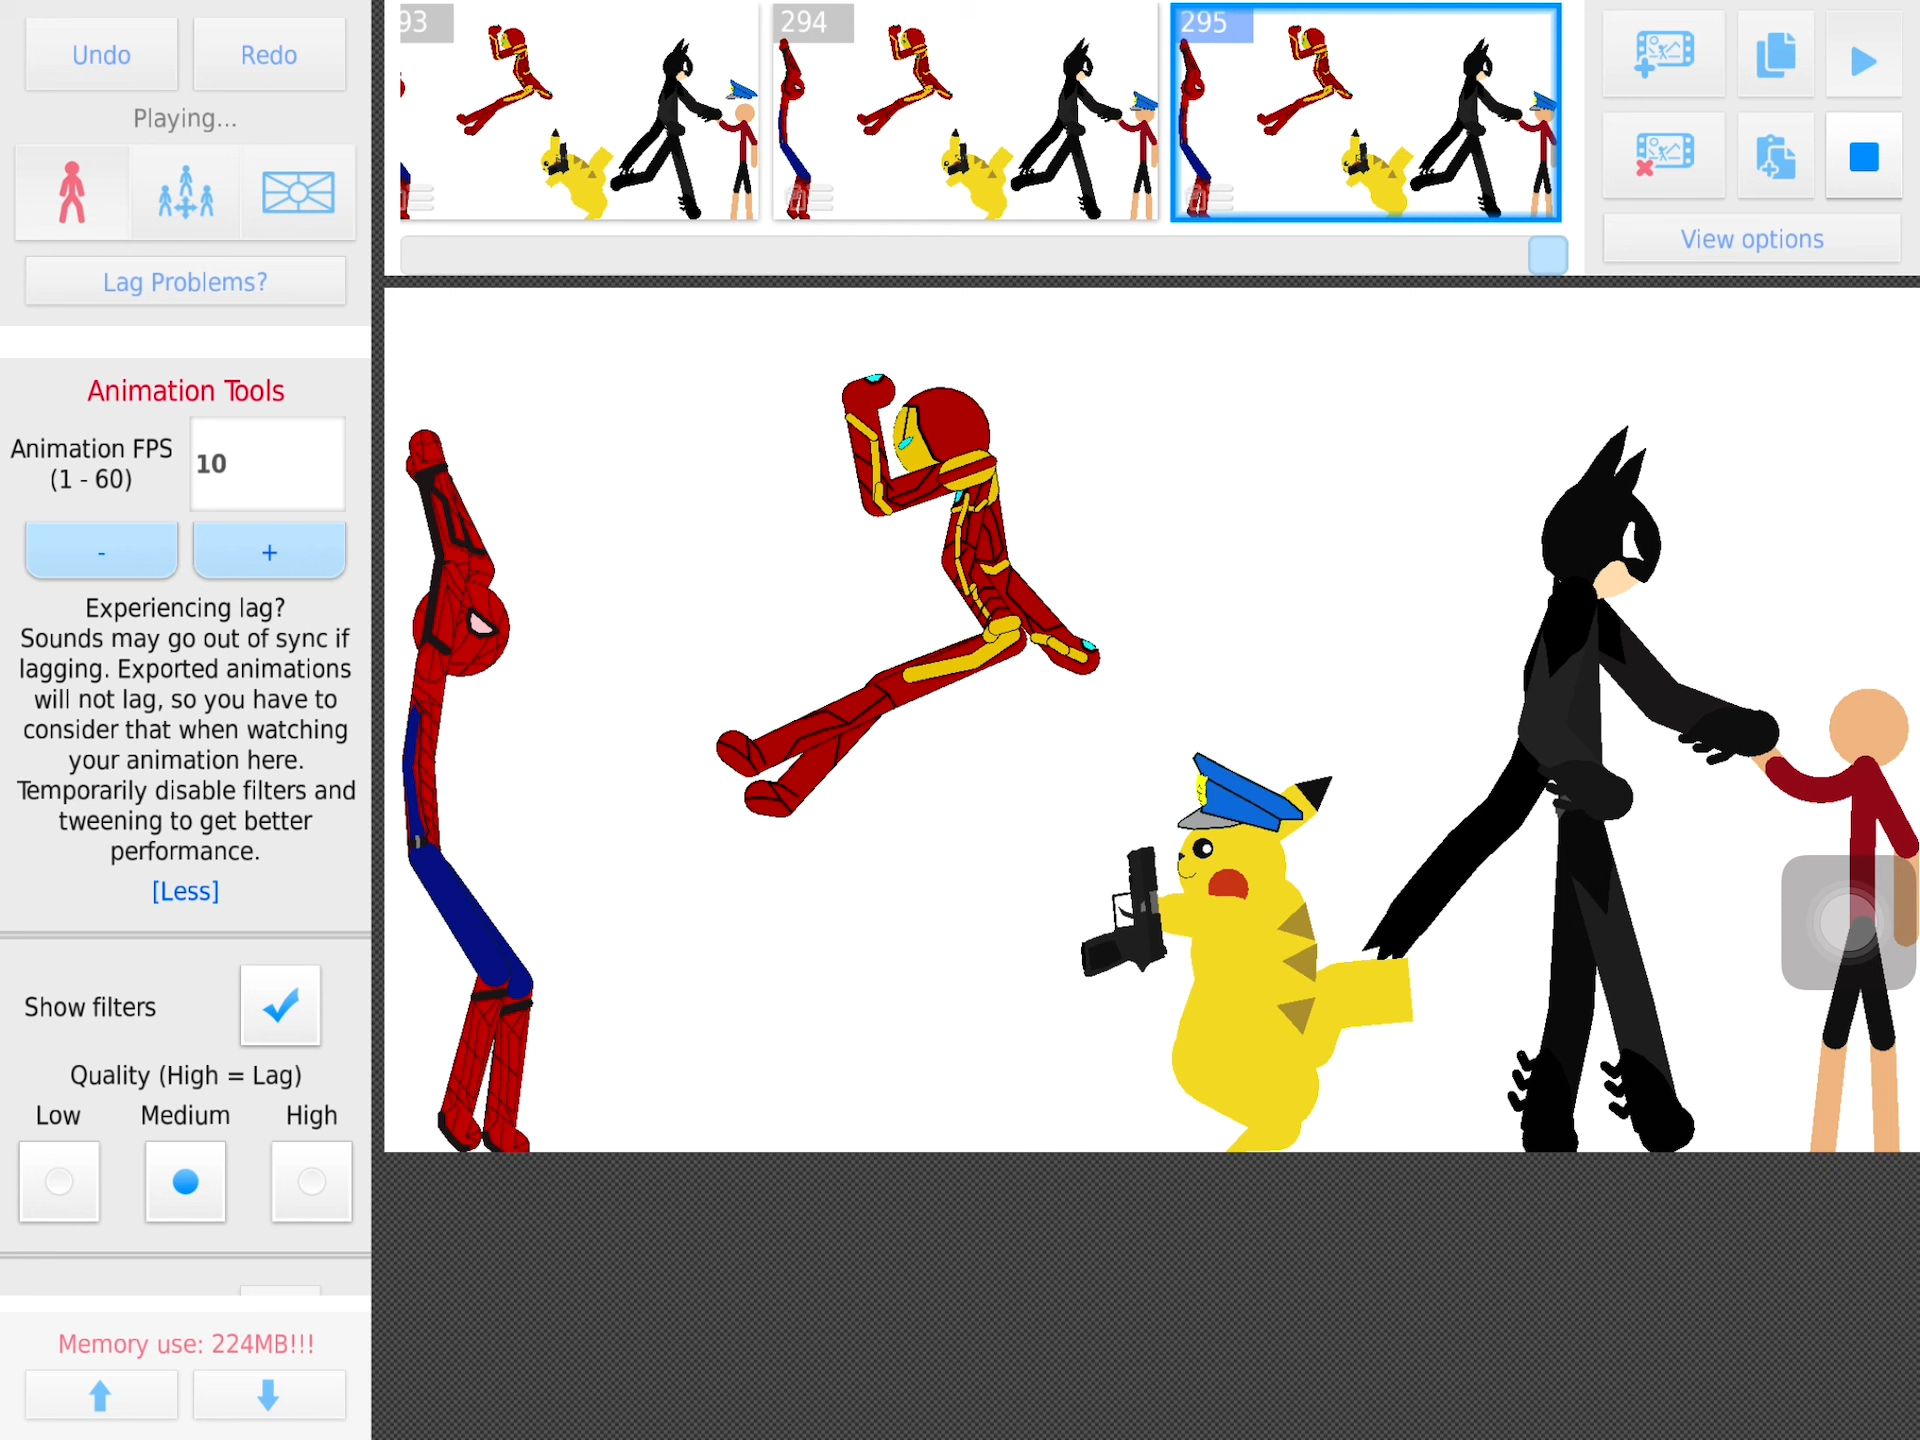 Undo
Redo
Playing...
Lag Problems?
Animation Tools
Animation FPS
(1 - 60)
10
-
+
Experiencing lag?
Sounds may go out of sync if
lagging. Exported animations
will not lag, so you have to
consider that when watching
your animation here.
Temporarily disable filters and
tweening to get better
performance.
[Less]
Show filters
Quality (High = Lag)
Low
Medium
High
Memory use: 224MB!!!
93
294
295
View options